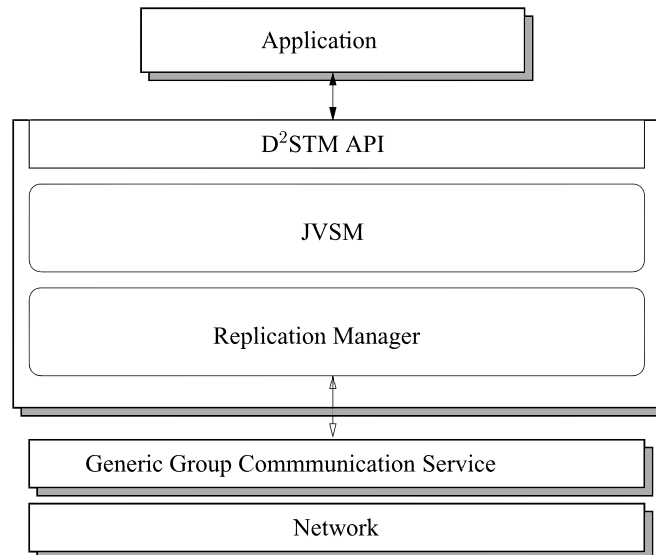 Application
D²STM API
JVSM
Replication Manager
Generic Group Commmunication Service
Network